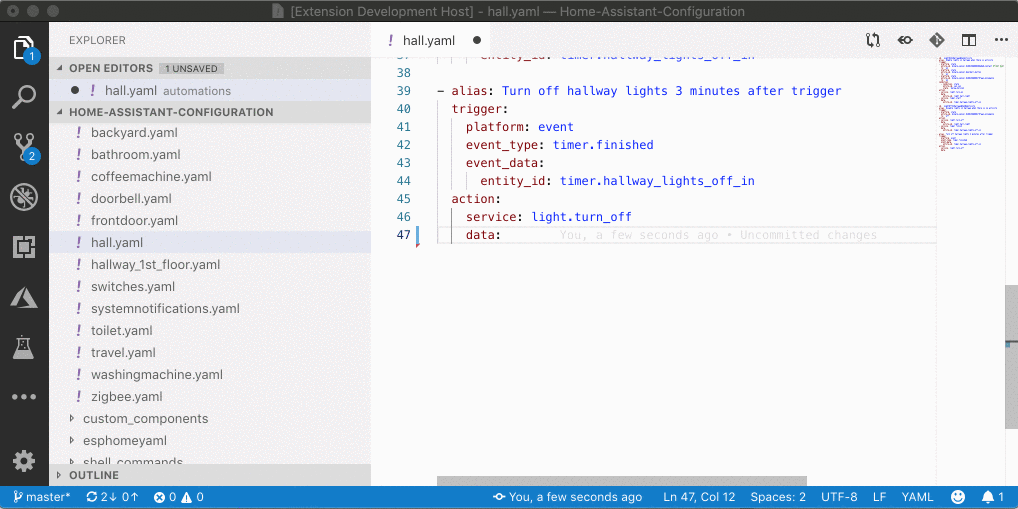 [Extension Development Host] - hall.yaml — Home-Assistant-Configuration
1
2
EXPLORER
OPEN EDITORS 1 UNSAVED
! hall.yaml automations
HOME-ASSISTANT-CONFIGURATION
! backyard.yaml
! bathroom.yaml
! coffeemachine.yaml
! doorbell.yaml
! frontdoor.yaml
! hall.yaml
! hallway_1st_floor.yaml
! switches.yaml
! systemnotifications.yaml
! toilet.yaml
! travel.yaml
! washingmachine.yaml
! zigbee.yaml
custom_components
esphomeyaml
shell_commands
OUTLINE
! hall.yaml
37 entity_id: timer.hallway_lights_off_in
38
39 - alias: Turn off hallway lights 3 minutes after trigger
40 trigger:
41 platform: event
42 event_type: timer.finished
43 event_data:
44 entity_id: timer.hallway_lights_off_in
45 action:
46 service: light.turn_off
47 data: You, a few seconds ago • Uncommitted changes
master* 2↓ 0↑ 0 0 You, a few seconds ago Ln 47, Col 12 Spaces: 2 UTF-8 LF YAML 1